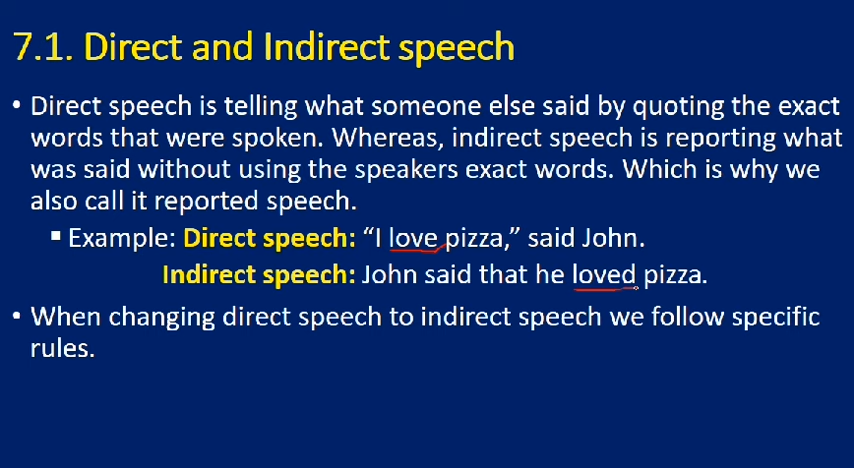 7.1. Direct and Indirect speech
• Direct speech is telling what someone else said by quoting the exact
words that were spoken. Whereas, indirect speech is reporting what
was said without using the speakers exact words. Which is why we
also call it reported speech.
▪ Example: Direct speech: “I love pizza,” said John.
Indirect speech: John said that he loved pizza.
• When changing direct speech to indirect speech we follow specific
rules.